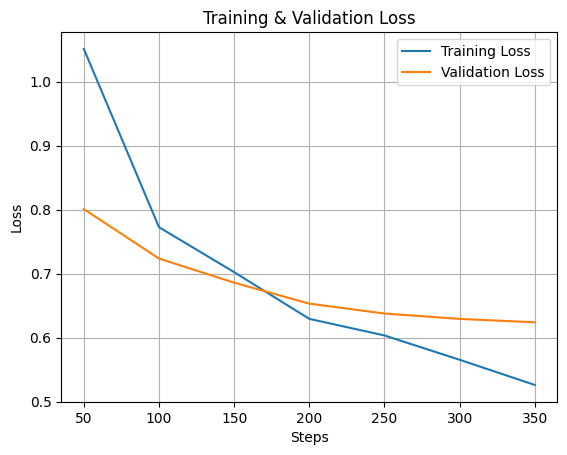 Training & Validation Loss
Training Loss
Validation Loss
Loss
1.0
0.9
0.8
0.7
0.6
0.5
50 100 150 200 250 300 350
Steps